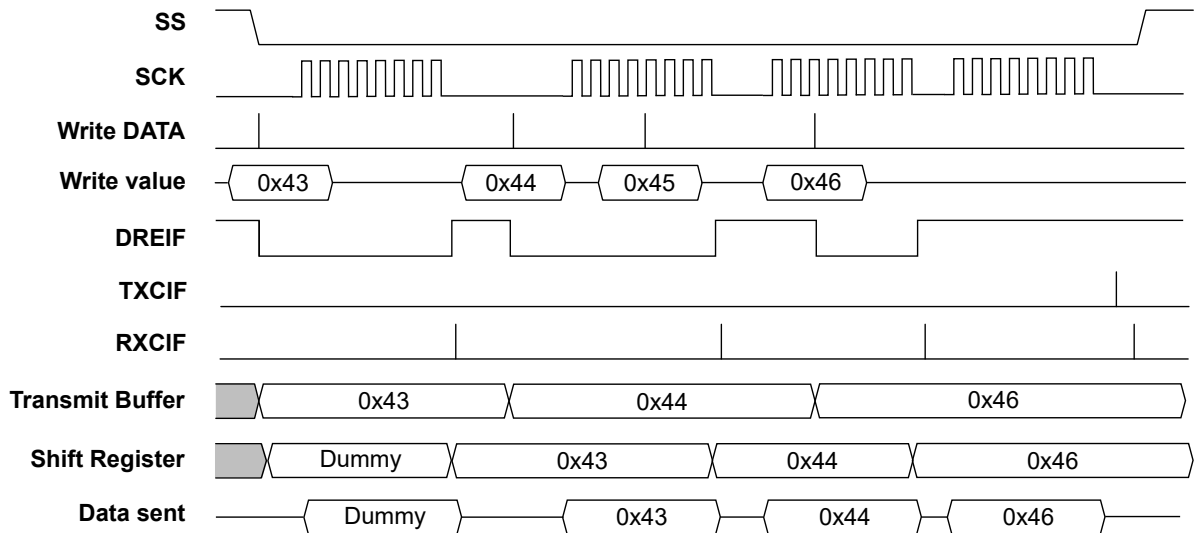 SS
SCK
Write DATA
Write value 0x43 0x44 0x45 0x46
DREIF
TXCIF
RXCIF
Transmit Buffer 0x43 0x44 0x46
Shift Register Dummy 0x43 0x44 0x46
Data sent Dummy 0x43 0x44 0x46